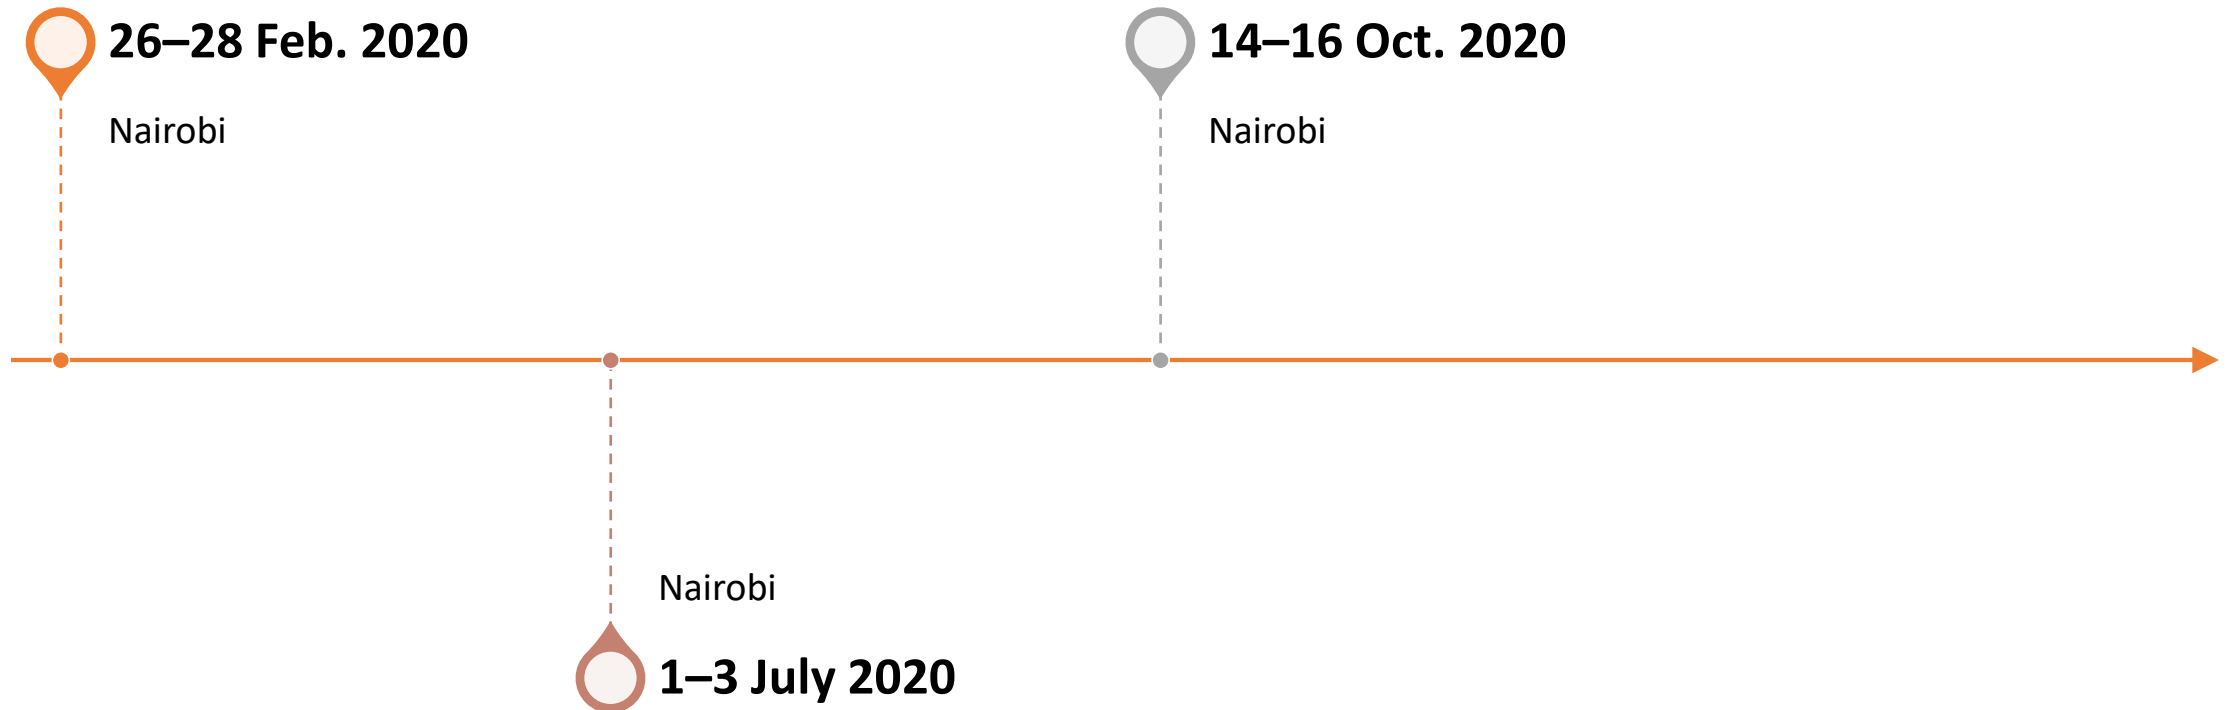 26–28 Feb. 2020
Nairobi
14–16 Oct. 2020
Nairobi
Nairobi
1–3 July 2020